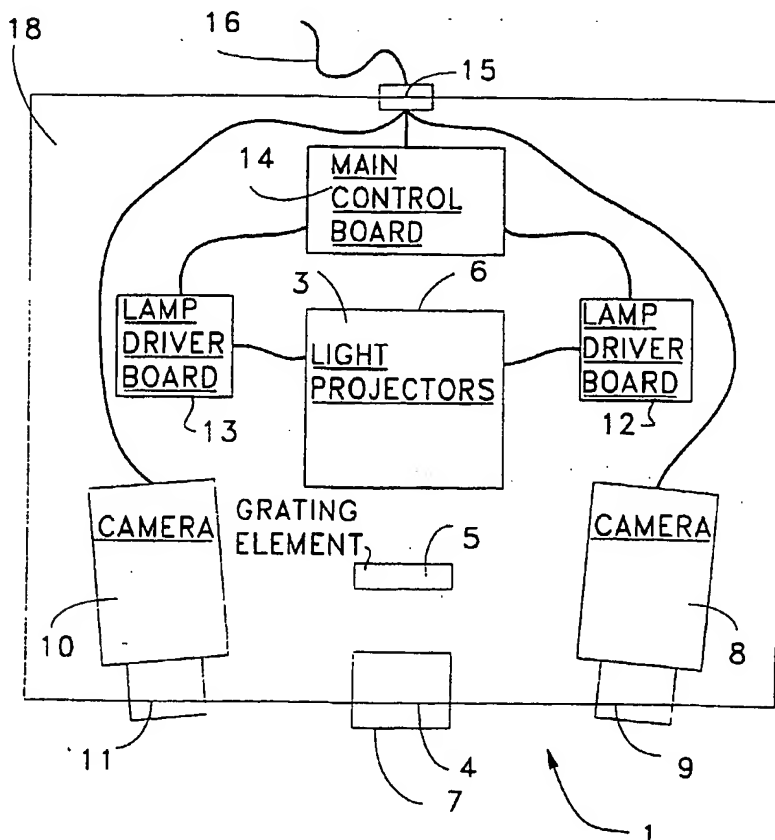 16
18
15
14
MAIN
CONTROL
BOARD
3
6
LAMP
DRIVER
BOARD
LIGHT
PROJECTORS
LAMP
DRIVER
BOARD
13
12
CAMERA
GRATING
ELEMENT
5
CAMERA
10
8
11
4
9
7
1